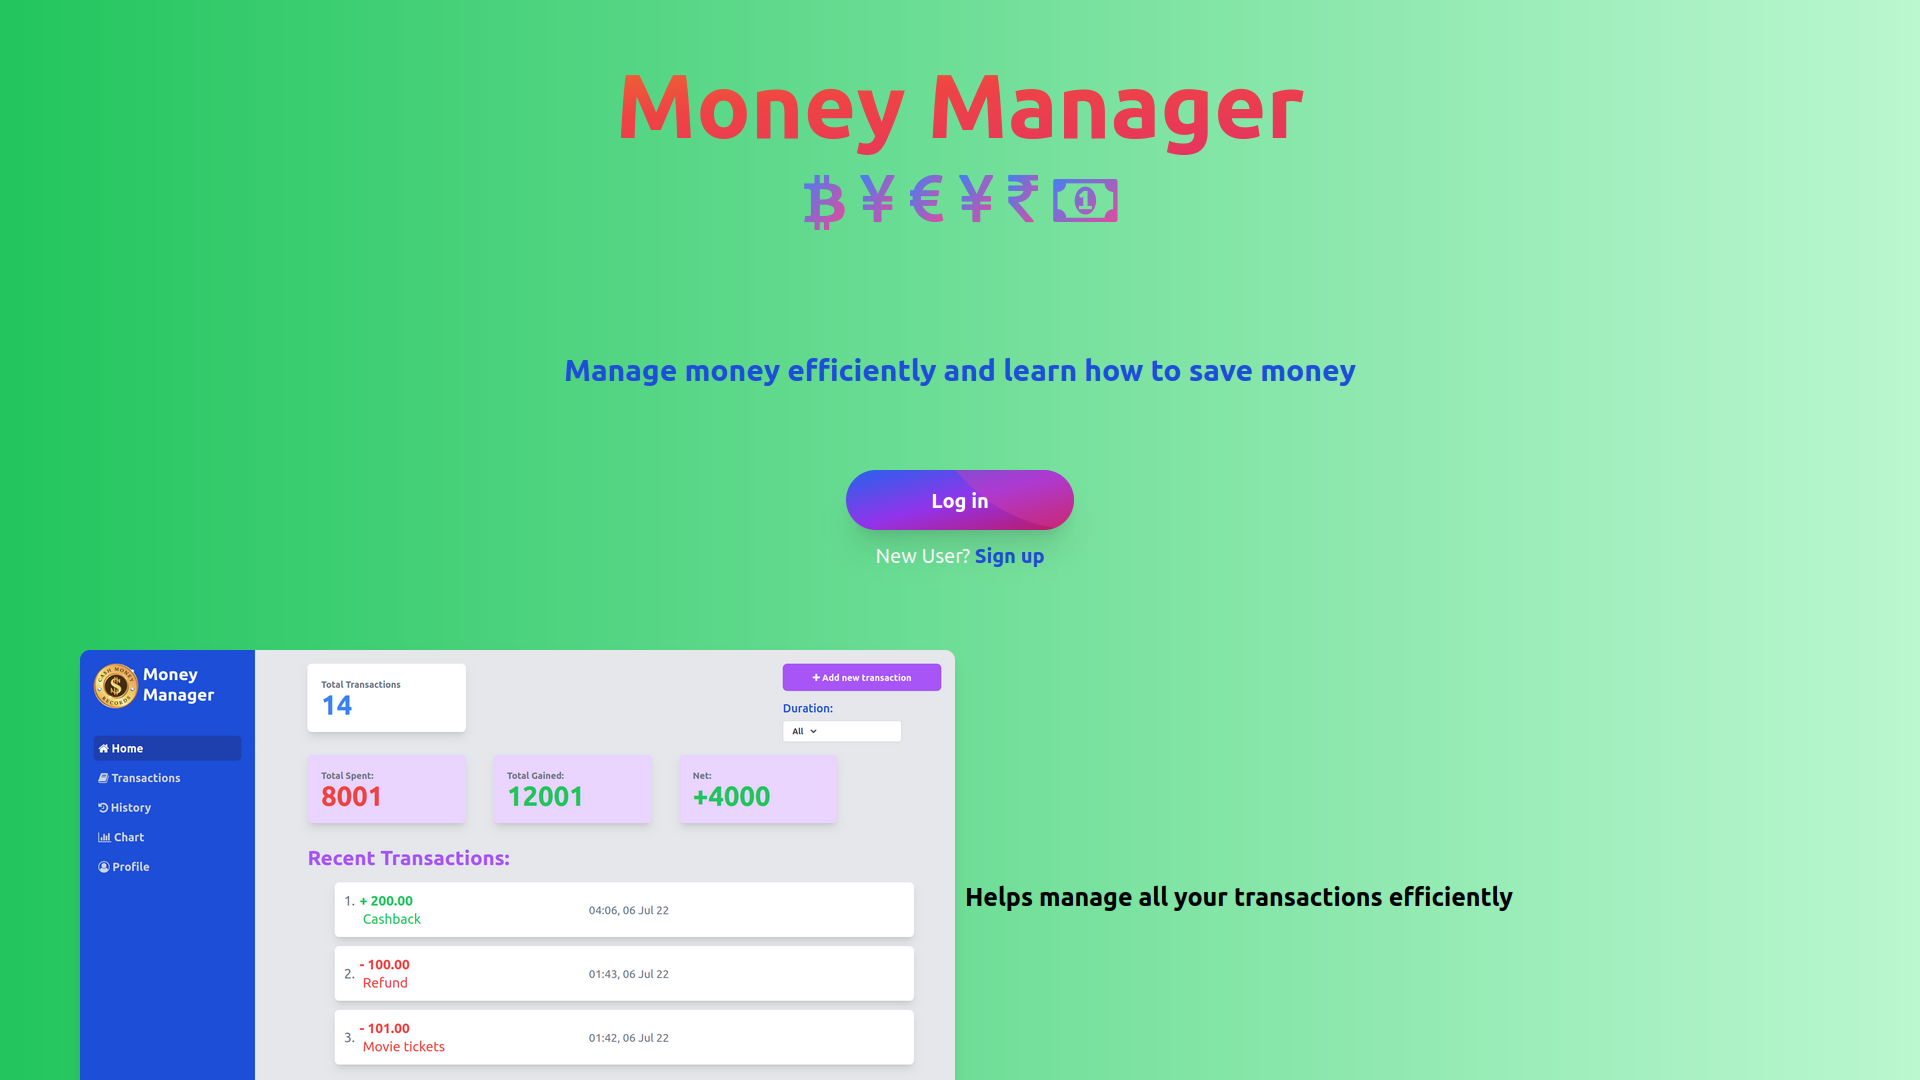 Money Manager
₿ ¥ € ¥ ₹ 1
Manage money efficiently and learn how to save money
Log in
New User? Sign up
CASH MONEY
$
RECORDS
Money
Manager
Home
Transactions
History
Chart
Profile
Total Transactions
14
+ Add new transaction
Duration:
All
Total Spent:
8001
Total Gained:
12001
Net:
+4000
Recent Transactions:
1. + 200.00
Cashback
04:06, 06 Jul 22
2. - 100.00
Refund
01:43, 06 Jul 22
3. - 101.00
Movie tickets
01:42, 06 Jul 22
Helps manage all your transactions efficiently